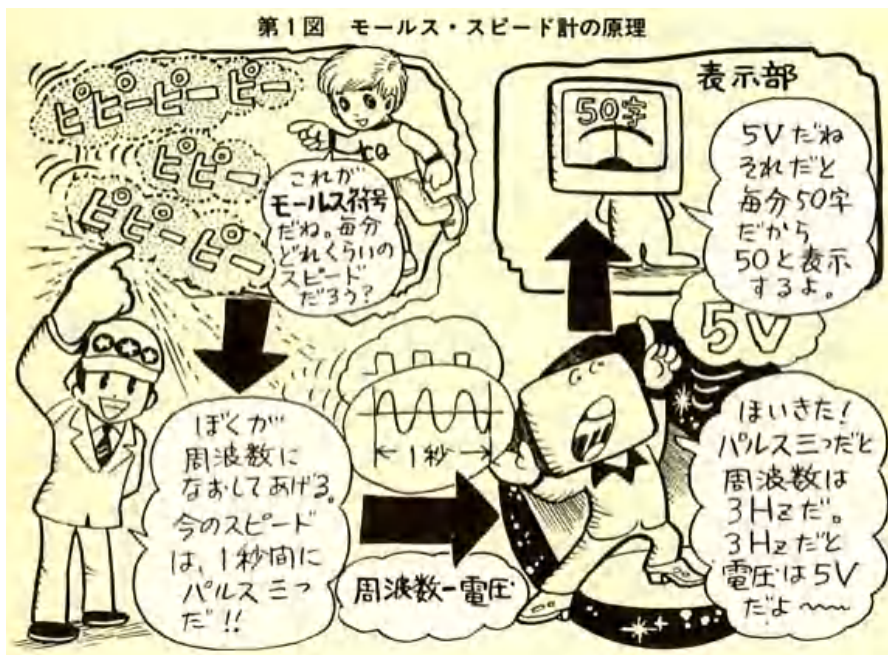 第1図 モールス・スピード計の原理
ピピーピーピー
ピピー
ピピーピー
CQ
これが
モールス符号
だね。毎分
どれくらいの
スピード
だろう?
ぼくが
周波数に
なおしてあげる。
今のスピード
は、1秒間に
パルス三つ
だ!!
1秒
周波数−電圧
5V
ほいきた!
パルス三つだと
周波数は
3Hzだ。
3Hzだと
電圧は5V
だよ〜〜
表示部
50字
5Vだね
それだと
毎分50字
だから
50と表示
するよ。